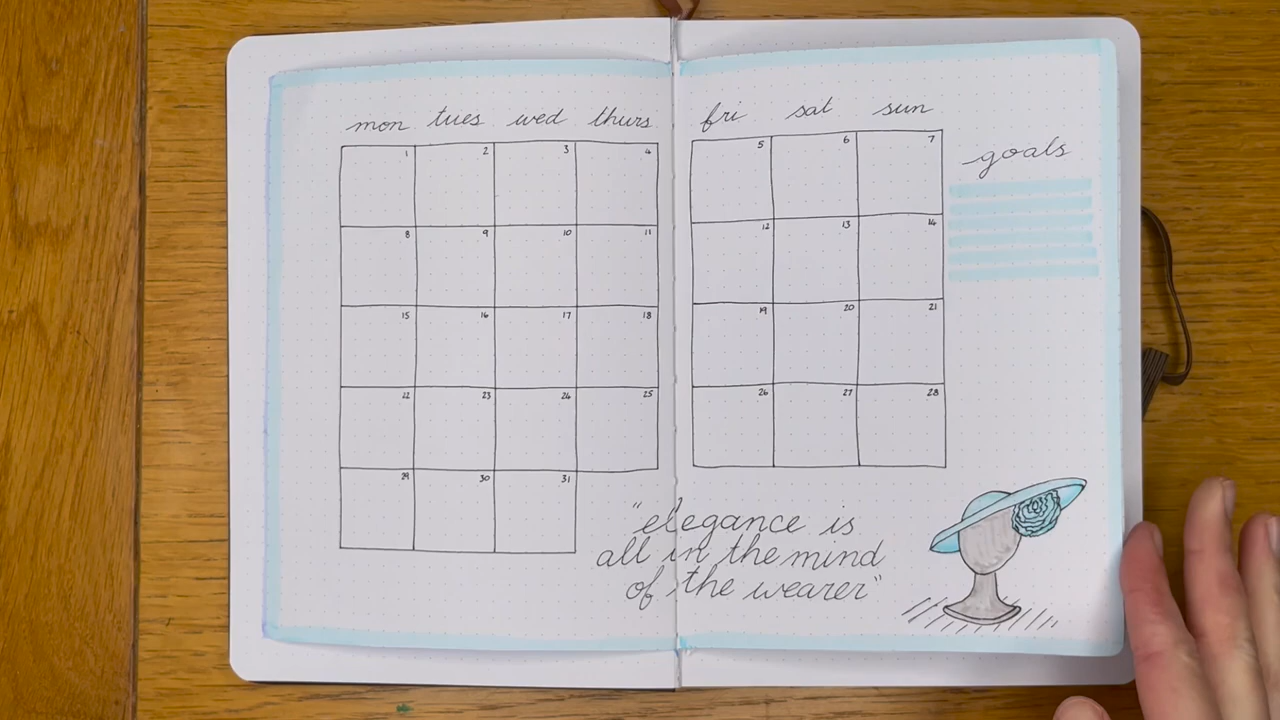 mon tues wed thurs fri sat sun
goals
1 2 3 4 5 6 7
8 9 10 11 12 13 14
15 16 17 18 19 20 21
22 23 24 25 26 27 28
29 30 31
"elegance is
all in the mind
of the wearer"